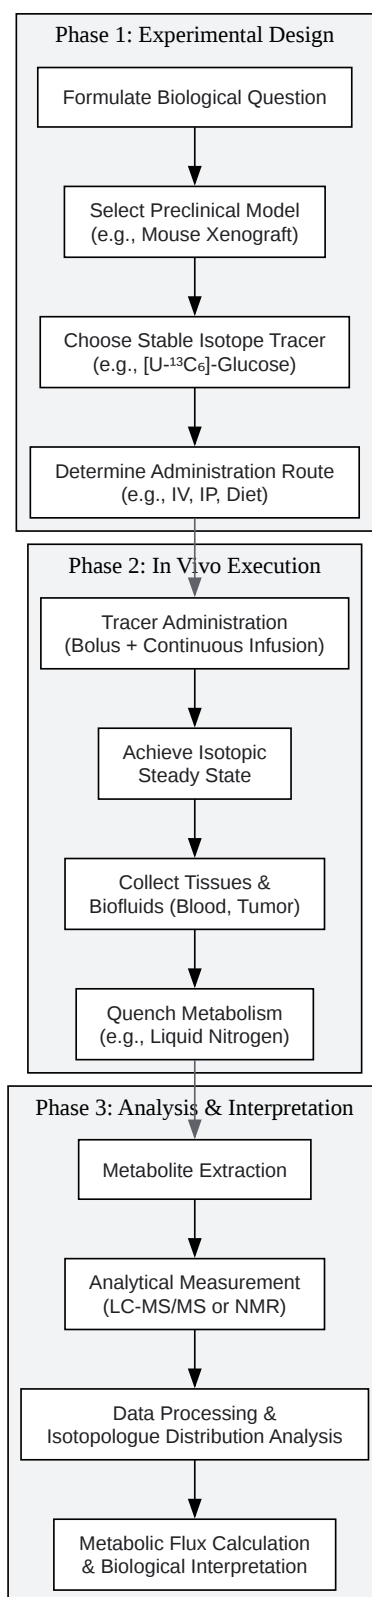 Phase 1: Experimental Design
Formulate Biological Question
Select Preclinical Model
(e.g., Mouse Xenograft)
Choose Stable Isotope Tracer
(e.g., [U-¹³C₆]-Glucose)
Determine Administration Route
(e.g., IV, IP, Diet)
Phase 2: In Vivo Execution
Tracer Administration
(Bolus + Continuous Infusion)
Achieve Isotopic
Steady State
Collect Tissues &
Biofluids (Blood, Tumor)
Quench Metabolism
(e.g., Liquid Nitrogen)
Phase 3: Analysis & Interpretation
Metabolite Extraction
Analytical Measurement
(LC-MS/MS or NMR)
Data Processing &
Isotopologue Distribution Analysis
Metabolic Flux Calculation
& Biological Interpretation